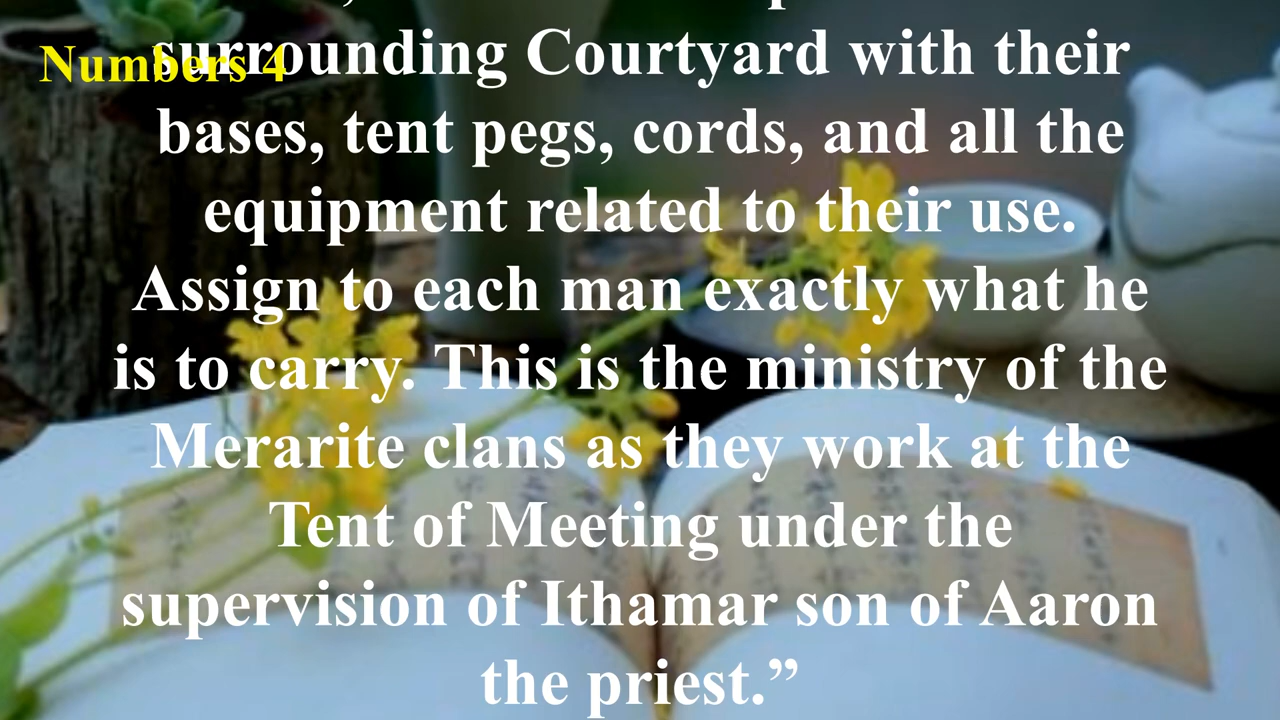 Numbers 4
surrounding Courtyard with their
bases, tent pegs, cords, and all the
equipment related to their use.
Assign to each man exactly what he
is to carry. This is the ministry of the
Merarite clans as they work at the
Tent of Meeting under the
supervision of Ithamar son of Aaron
the priest.”